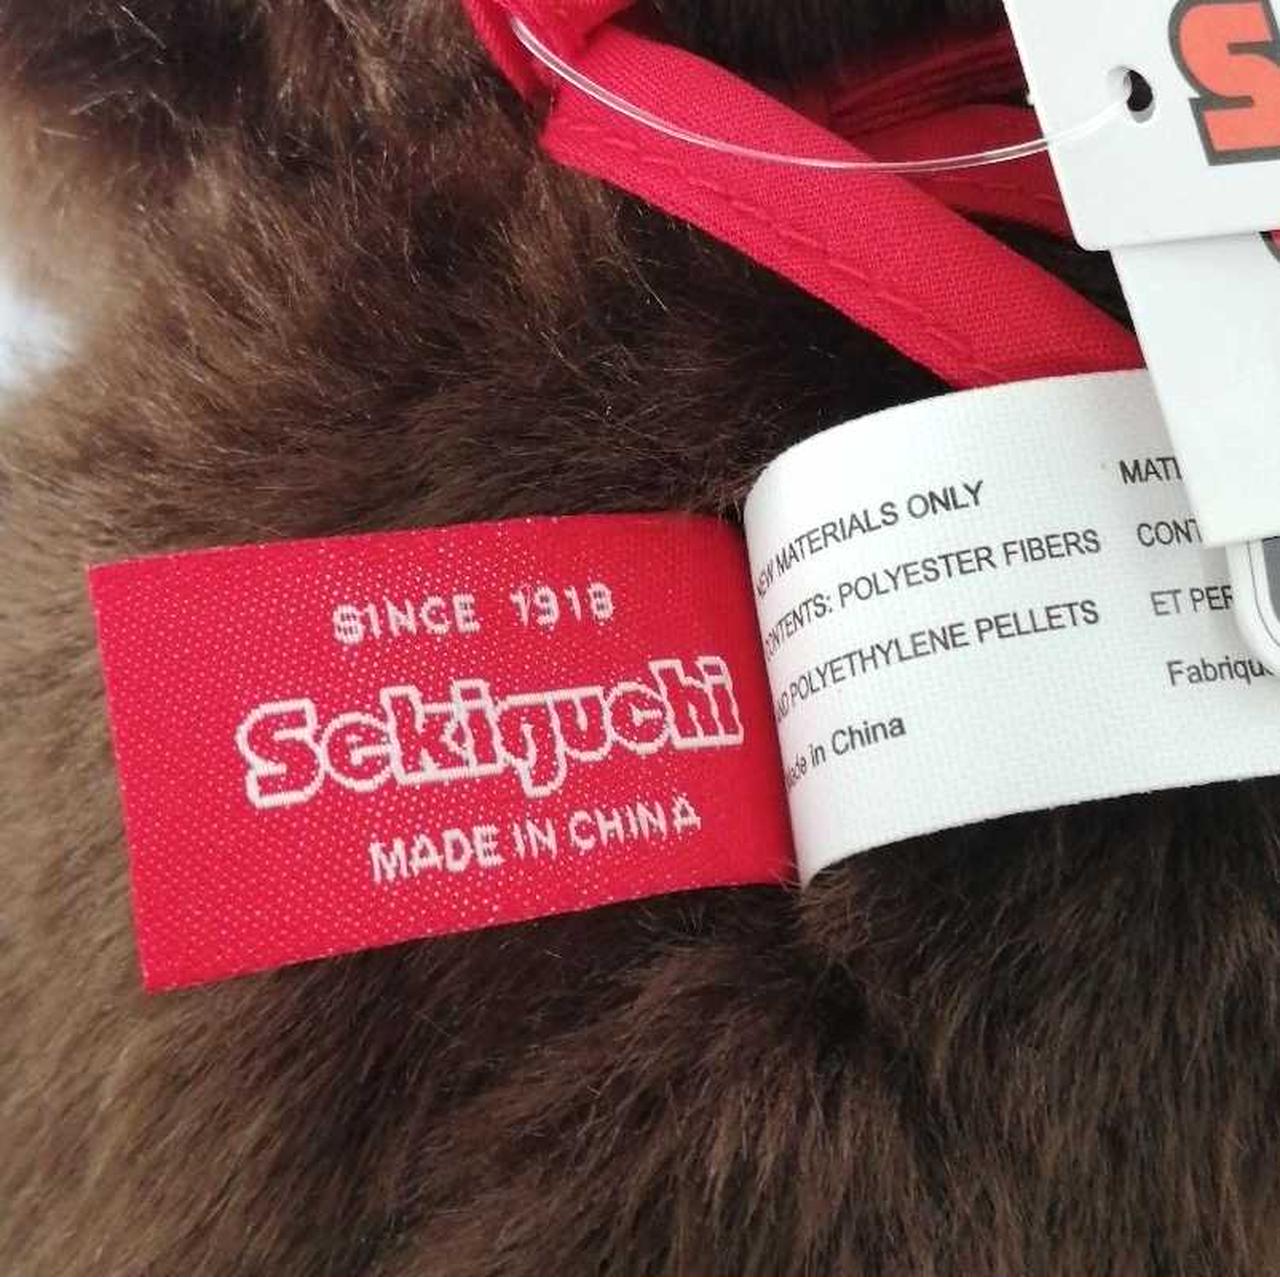 S
SINCE 1918
Sekiguchi
MADE IN CHINA
NEW MATERIALS ONLY
CONTENTS: POLYESTER FIBERS
AND POLYETHYLENE PELLETS
Made in China
MATI
CONT
ET PER
Fabriqu